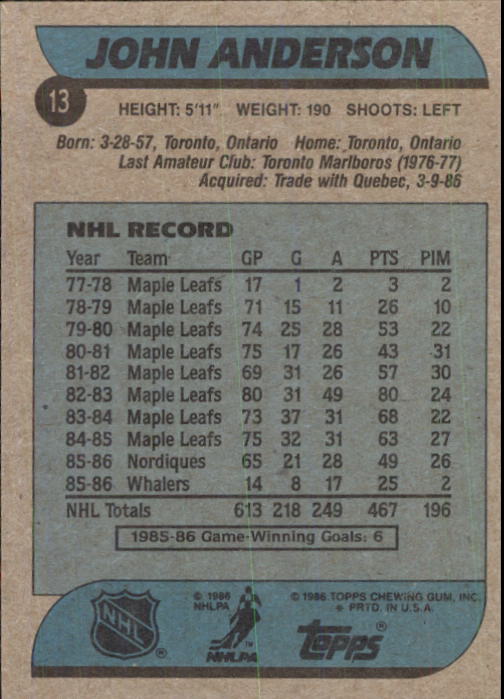 JOHN ANDERSON
13
HEIGHT: 5'11" WEIGHT: 190 SHOOTS: LEFT
Born: 3-28-57, Toronto, Ontario Home: Toronto, Ontario
Last Amateur Club: Toronto Marlboros (1976-77)
Acquired: Trade with Quebec, 3-9-86
NHL RECORD
Year Team GP G A PTS PIM
77-78 Maple Leafs 17 1 2 3 2
78-79 Maple Leafs 71 15 11 26 10
79-80 Maple Leafs 74 25 28 53 22
80-81 Maple Leafs 75 17 26 43 31
81-82 Maple Leafs 69 31 26 57 30
82-83 Maple Leafs 80 31 49 80 24
83-84 Maple Leafs 73 37 31 68 22
84-85 Maple Leafs 75 32 31 63 27
85-86 Nordiques 65 21 28 49 26
85-86 Whalers 14 8 17 25 2
NHL Totals 613 218 249 467 196
1985-86 Game-Winning Goals: 6
NHL ®
© 1986
NHLPA
NHLPA ™
© 1986 TOPPS CHEWING GUM, INC.
® PRTD. IN U.S.A.
Topps ®